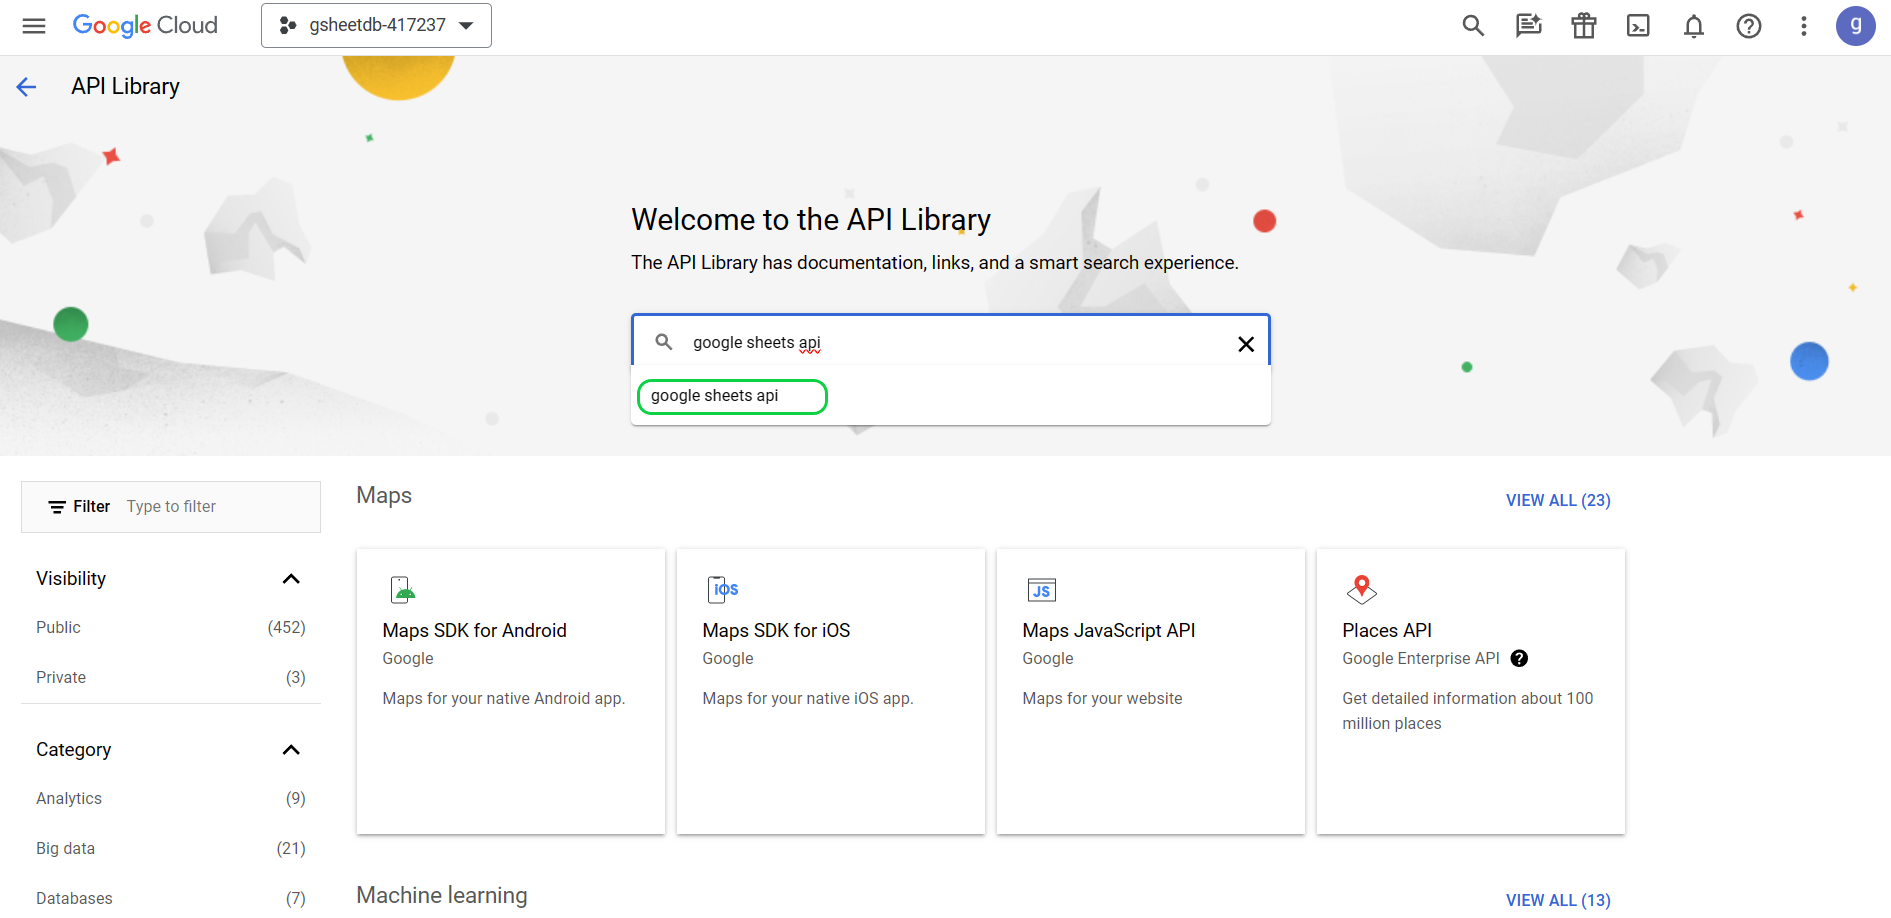 Google Cloud
gsheetdb-417237
g
API Library
Welcome to the API Library
The API Library has documentation, links, and a smart search experience.
google sheets api
google sheets api
Filter Type to filter
Visibility
Public (452)
Private (3)
Category
Analytics (9)
Big data (21)
Databases (7)
Maps
VIEW ALL (23)
Maps SDK for Android
Google
Maps for your native Android app.
iOS
Maps SDK for iOS
Google
Maps for your native iOS app.
JS
Maps JavaScript API
Google
Maps for your website
Places API
Google Enterprise API
Get detailed information about 100
million places
Machine learning
VIEW ALL (13)